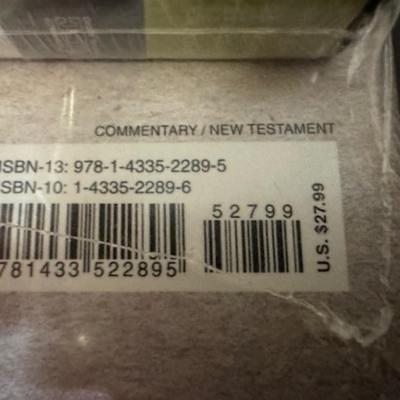 COMMENTARY / NEW TESTAMENT
ISBN-13: 978-1-4335-2289-5
ISBN-10: 1-4335-2289-6
52799
781433 522895
U.S. $27.99